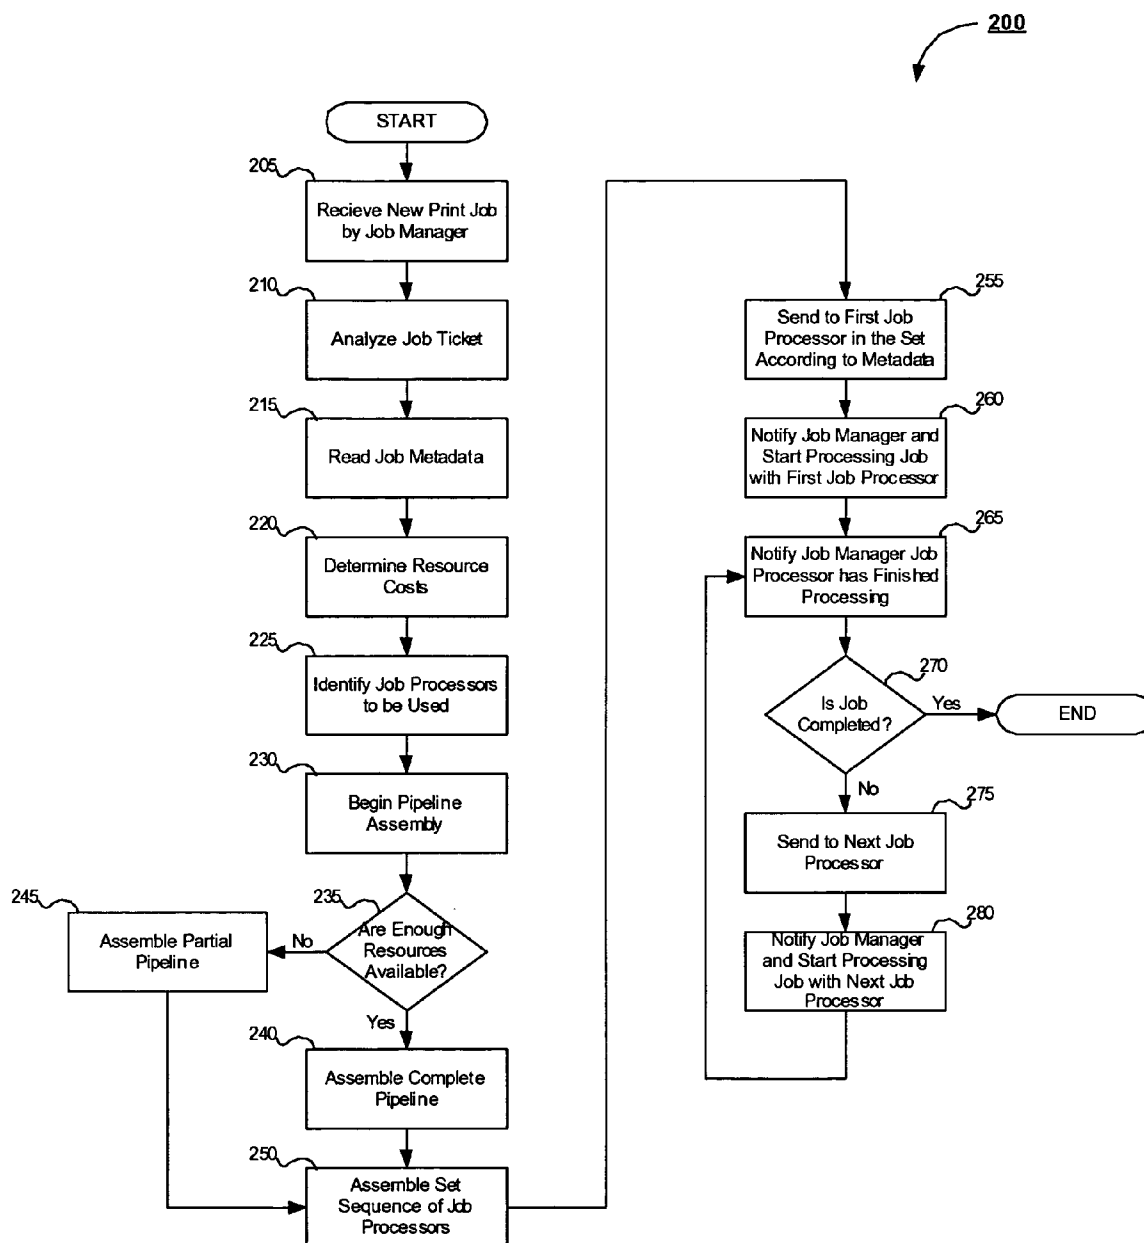 200
START
205
Recieve New Print Job
by Job Manager
210
Analyze Job Ticket
215
Read Job Metadata
220
Determine Resource
Costs
225
Identify Job Processors
to be Used
230
Begin Pipeline
Assembly
235
Are Enough
Resources
Available?
No
245
Assemble Partial
Pipeline
Yes
240
Assemble Complete
Pipeline
250
Assemble Set
Sequence of Job
Processors
255
Send to First Job
Processor in the Set
According to Metadata
260
Notify Job Manager and
Start Processing Job
with First Job Processor
265
Notify Job Manager Job
Processor has Finished
Processing
270
Is Job
Completed?
Yes
END
No
275
Send to Next Job
Processor
280
Notify Job Manager
and Start Processing
Job with Next Job
Processor